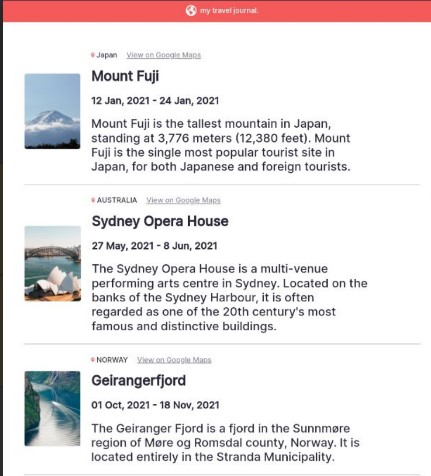 my travel journal.
Japan View on Google Maps
Mount Fuji
12 Jan, 2021 - 24 Jan, 2021
Mount Fuji is the tallest mountain in Japan,
standing at 3,776 meters (12,380 feet). Mount
Fuji is the single most popular tourist site in
Japan, for both Japanese and foreign tourists.
AUSTRALIA View on Google Maps
Sydney Opera House
27 May, 2021 - 8 Jun, 2021
The Sydney Opera House is a multi-venue
performing arts centre in Sydney. Located on the
banks of the Sydney Harbour, it is often
regarded as one of the 20th century's most
famous and distinctive buildings.
NORWAY View on Google Maps
Geirangerfjord
01 Oct, 2021 - 18 Nov, 2021
The Geiranger Fjord is a fjord in the Sunnmøre
region of Møre og Romsdal county, Norway. It is
located entirely in the Stranda Municipality.